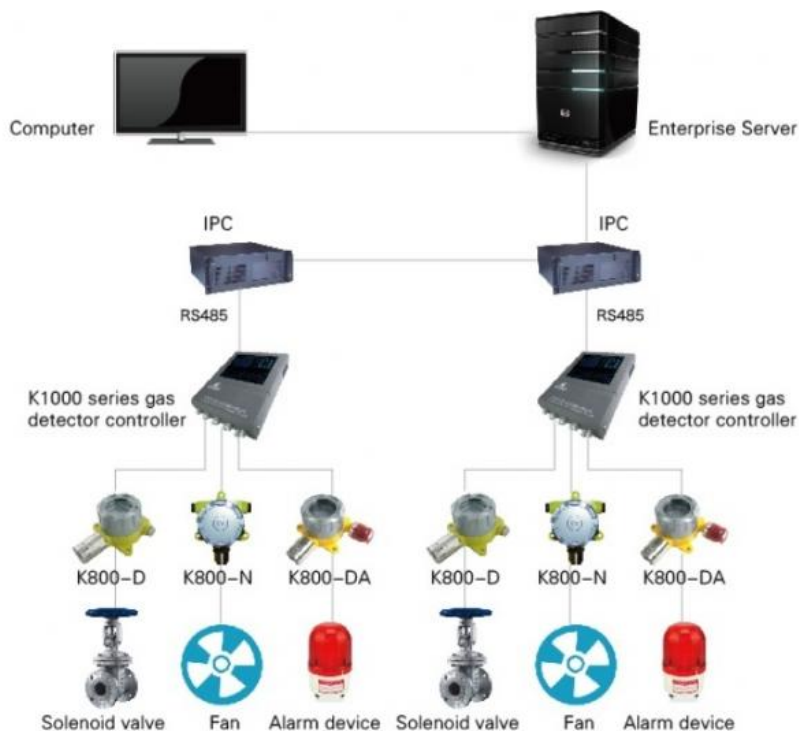 Computer
Enterprise Server
IPC
IPC
RS485
RS485
K1000 series gas
detector controller
K1000 series gas
detector controller
K800-D
K800-N
K800-DA
K800-D
K800-N
K800-DA
Solenoid valve
Fan
Alarm device
Solenoid valve
Fan
Alarm device